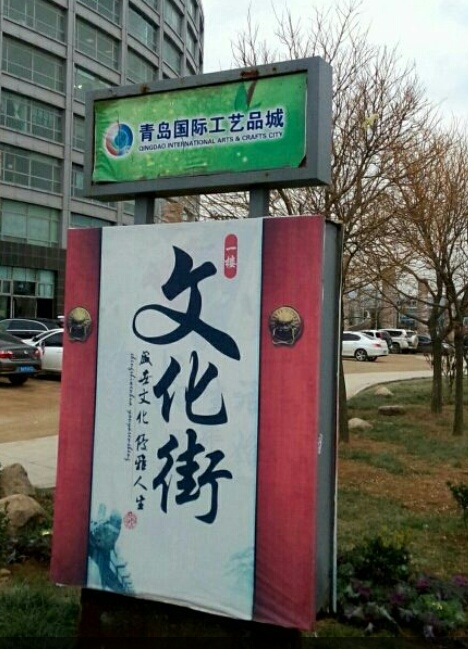 青岛国际工艺品城
QINGDAO INTERNATIONAL ARTS & CRAFTS CITY
一楼
文化街
盛世文化 优雅人生